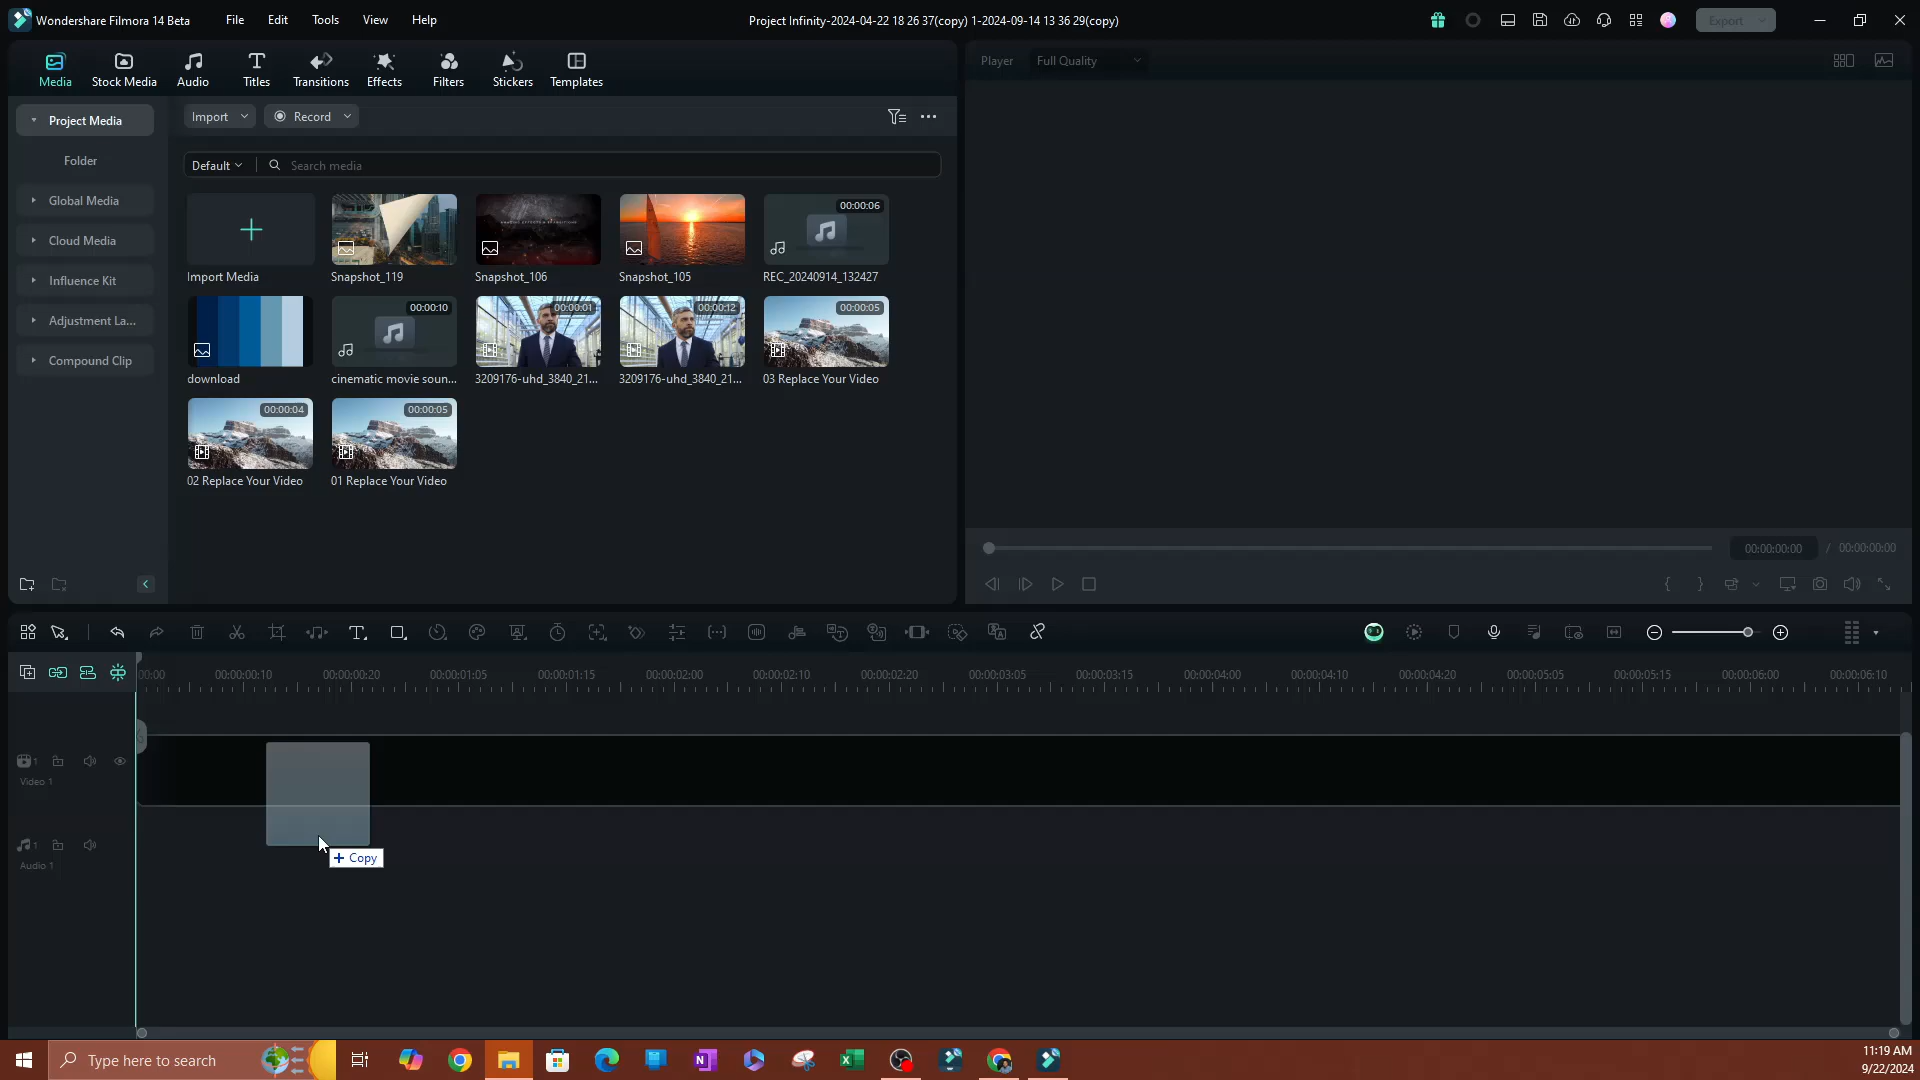 Wondershare Filmora 14 Beta
File
Edit
Tools
View
Help
Project Infinity-2024-04-22 18 26 37(copy) 1-2024-09-14 13 36 29(copy)
Export
Media
Stock Media
Audio
Titles
Transitions
Effects
Filters
Stickers
Templates
Player
Full Quality
Project Media
Folder
Global Media
Cloud Media
Influence Kit
Adjustment La...
Compound Clip
Import
Record
Default
Search media
00:00:06
Import Media
Snapshot_119
Snapshot_106
Snapshot_105
REC_20240914_132427
00:00:10
00:00:01
00:00:12
00:00:05
download
cinematic movie soun...
3209176-uhd_3840_21...
3209176-uhd_3840_21...
03 Replace Your Video
00:00:04
00:00:05
02 Replace Your Video
01 Replace Your Video
00:00:00:00 / 00:00:00:00
00:00
00:00:00:10
00:00:00:20
00:00:01:05
00:00:01:15
00:00:02:00
00:00:02:10
00:00:02:20
00:00:03:05
00:00:03:15
00:00:04:00
00:00:04:10
00:00:04:20
00:00:05:05
00:00:05:15
00:00:06:00
00:00:06:10
1
Video 1
1
Audio 1
+ Copy
Type here to search
11:19 AM
9/22/2024